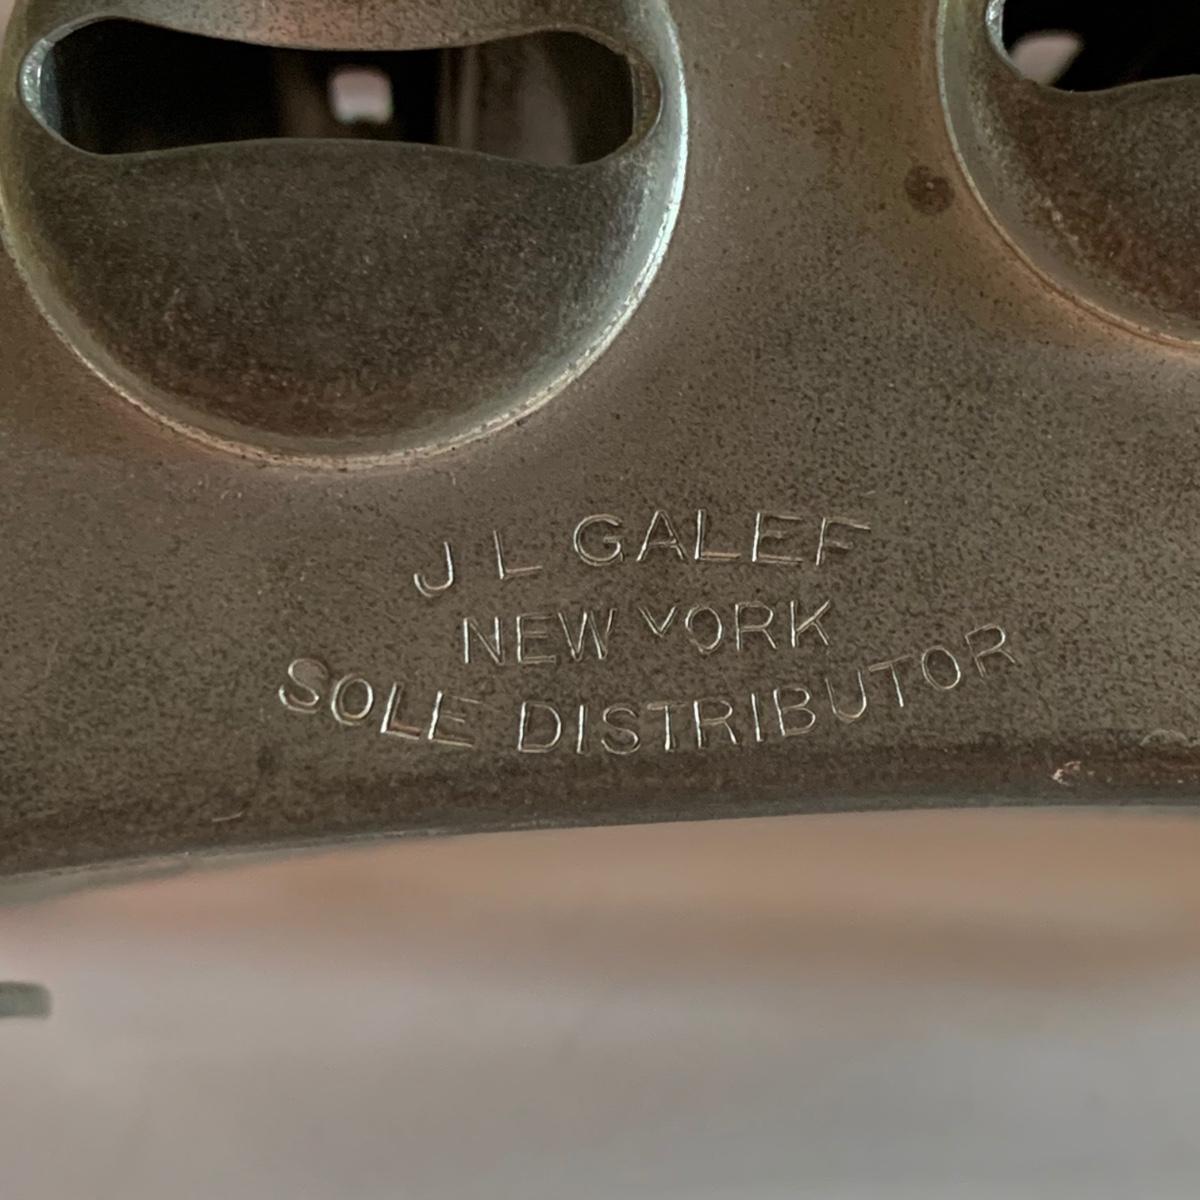 J L GALEF
NEW YORK
SOLE DISTRIBUTOR